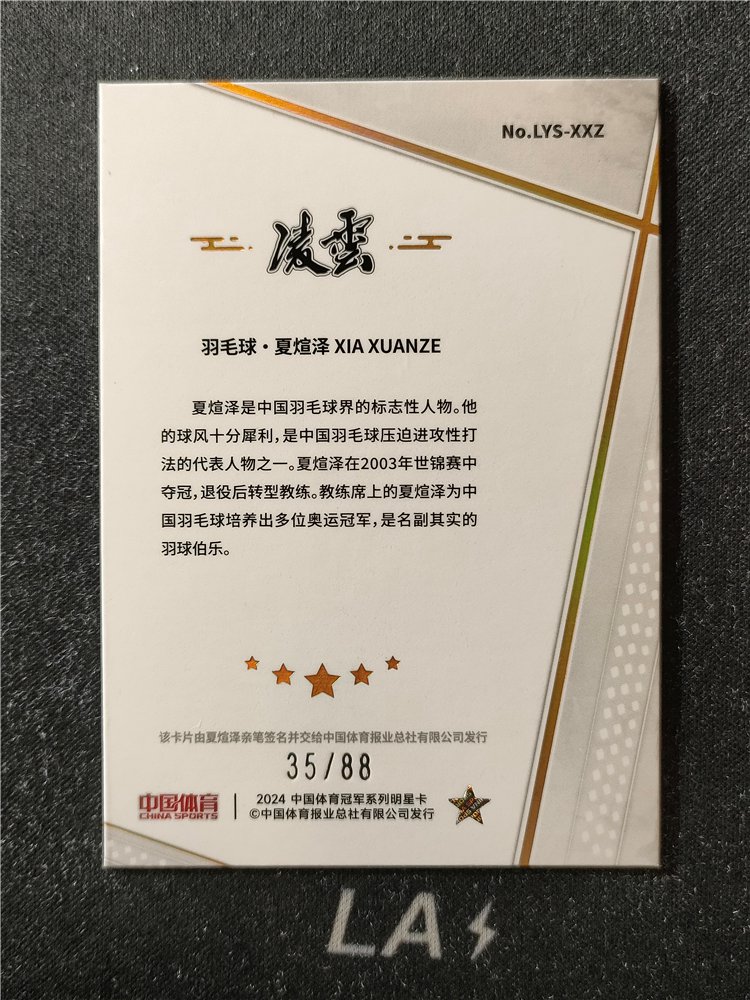 No.LYS-XXZ
凌雲
羽毛球·夏煊泽 XIA XUANZE
夏煊泽是中国羽毛球界的标志性人物。他
的球风十分犀利，是中国羽毛球压迫进攻性打
法的代表人物之一。夏煊泽在2003年世锦赛中
夺冠，退役后转型教练。教练席上的夏煊泽为中
国羽毛球培养出多位奥运冠军，是名副其实的
羽球伯乐。
该卡片由夏煊泽亲笔签名并交给中国体育报业总社有限公司发行
35/88
中国体育
CHINA SPORTS
2024 中国体育冠军系列明星卡
©中国体育报业总社有限公司发行
LA